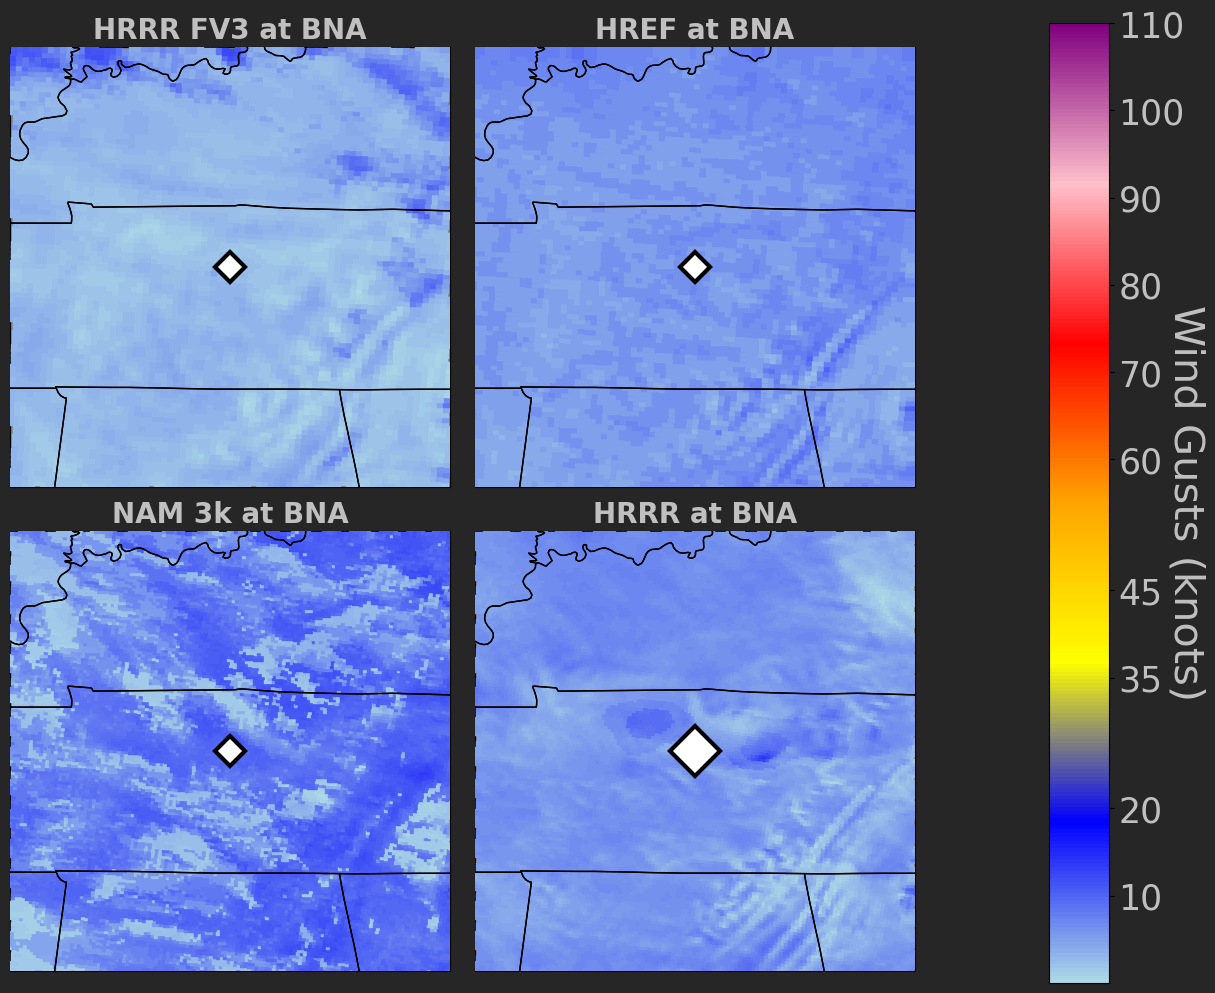 HRRR FV3 at BNA
HREF at BNA
NAM 3k at BNA
HRRR at BNA
110
100
90
80
70
60
45
35
20
10
Wind Gusts (knots)